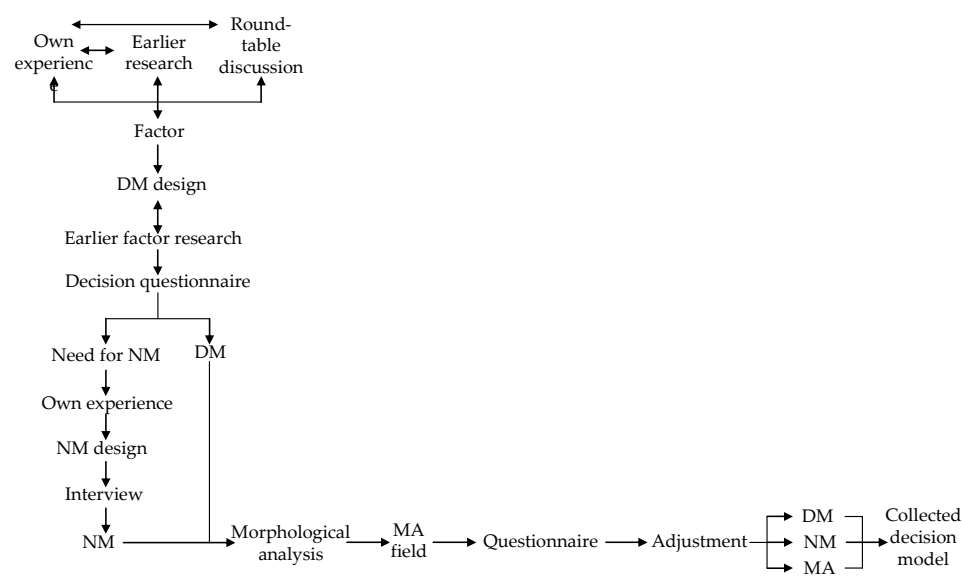 Own
experienc
e
Earlier
research
Round-
table
discussion
Factor
DM design
Earlier factor research
Decision questionnaire
Need for NM
DM
Own experience
NM design
Interview
NM
Morphological
analysis
MA
field
Questionnaire
Adjustment
DM
NM
MA
Collected
decision
model